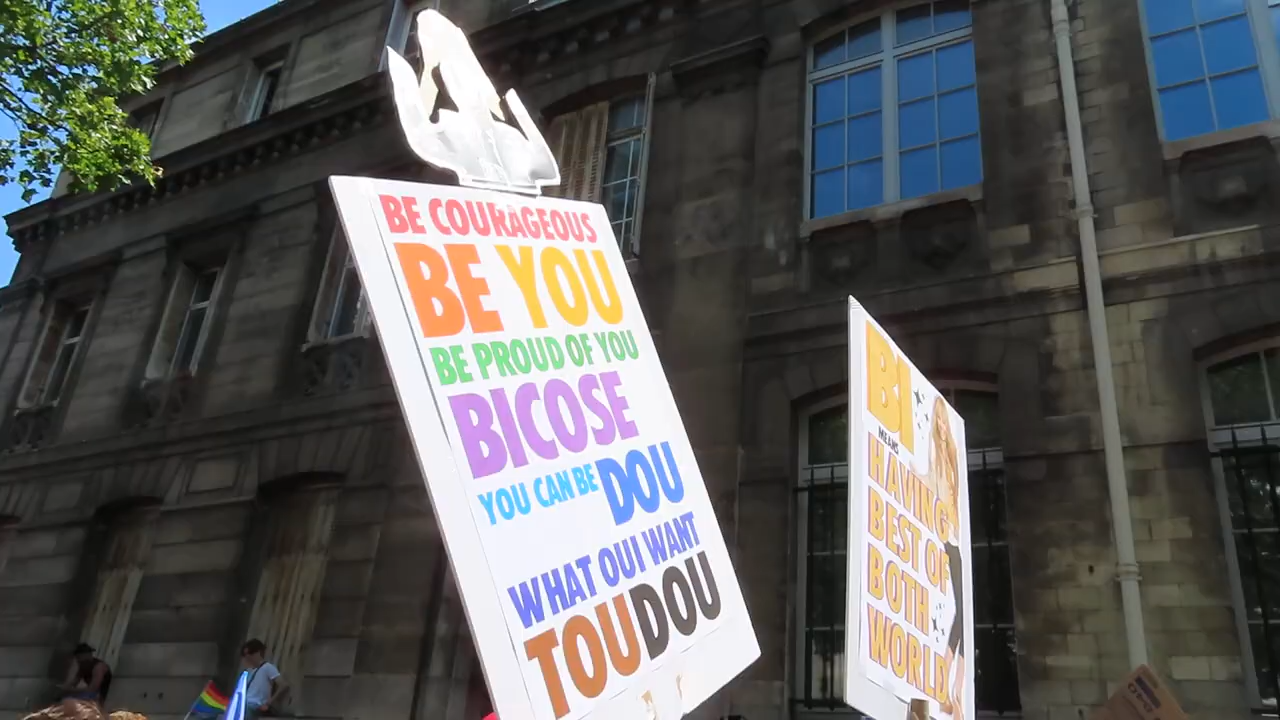 BE COURAGEOUS
BE YOU
BE PROUD OF YOU
BICOSE
YOU CAN BE DOU
WHAT OUI WANT
TOUDOU
BI
MEANS
HAVING
BEST OF
BOTH
WORLD